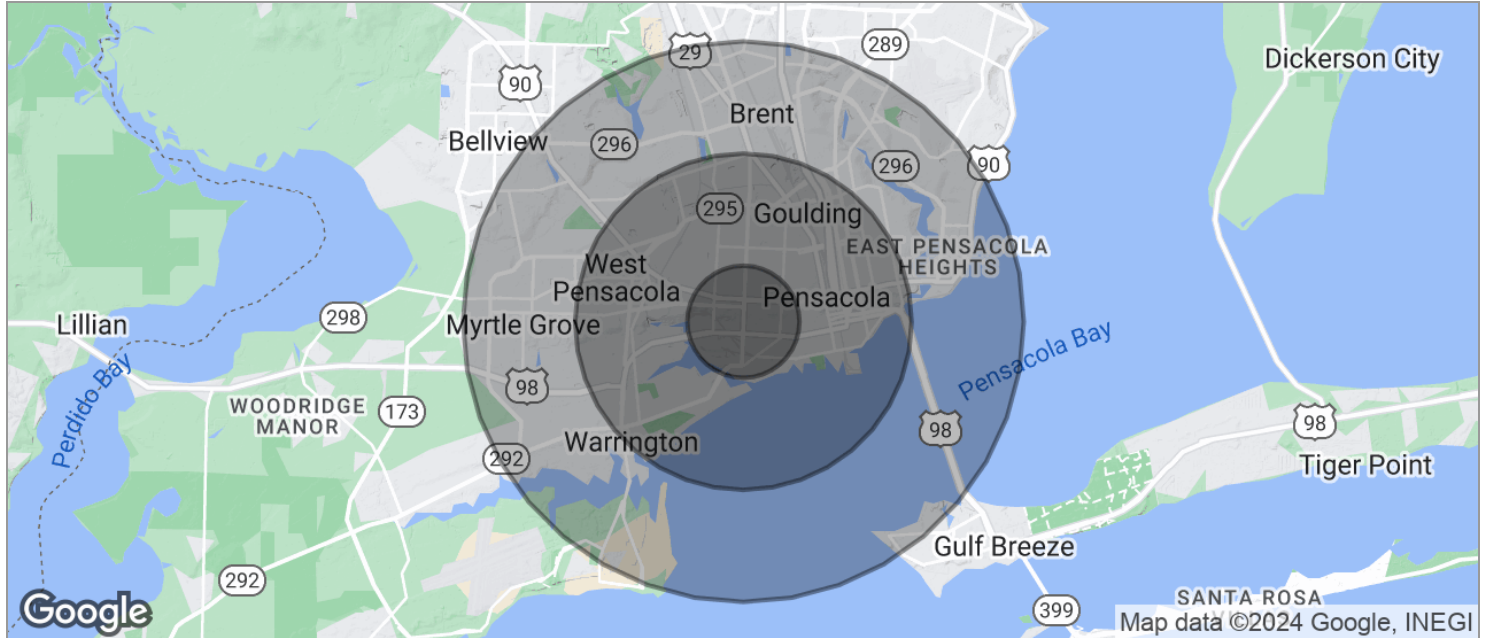 29
289
Dickerson City
90
Brent
Bellview
296
296
90
295
Goulding
EAST PENSACOLA
HEIGHTS
West
Pensacola
Pensacola
Lillian
298
Myrtle Grove
Pensacola Bay
Perdido Bay
98
WOODRIDGE
MANOR
173
98
98
Warrington
292
Tiger Point
Gulf Breeze
292
SANTA ROSA
399
Google
Map data ©2024 Google, INEGI